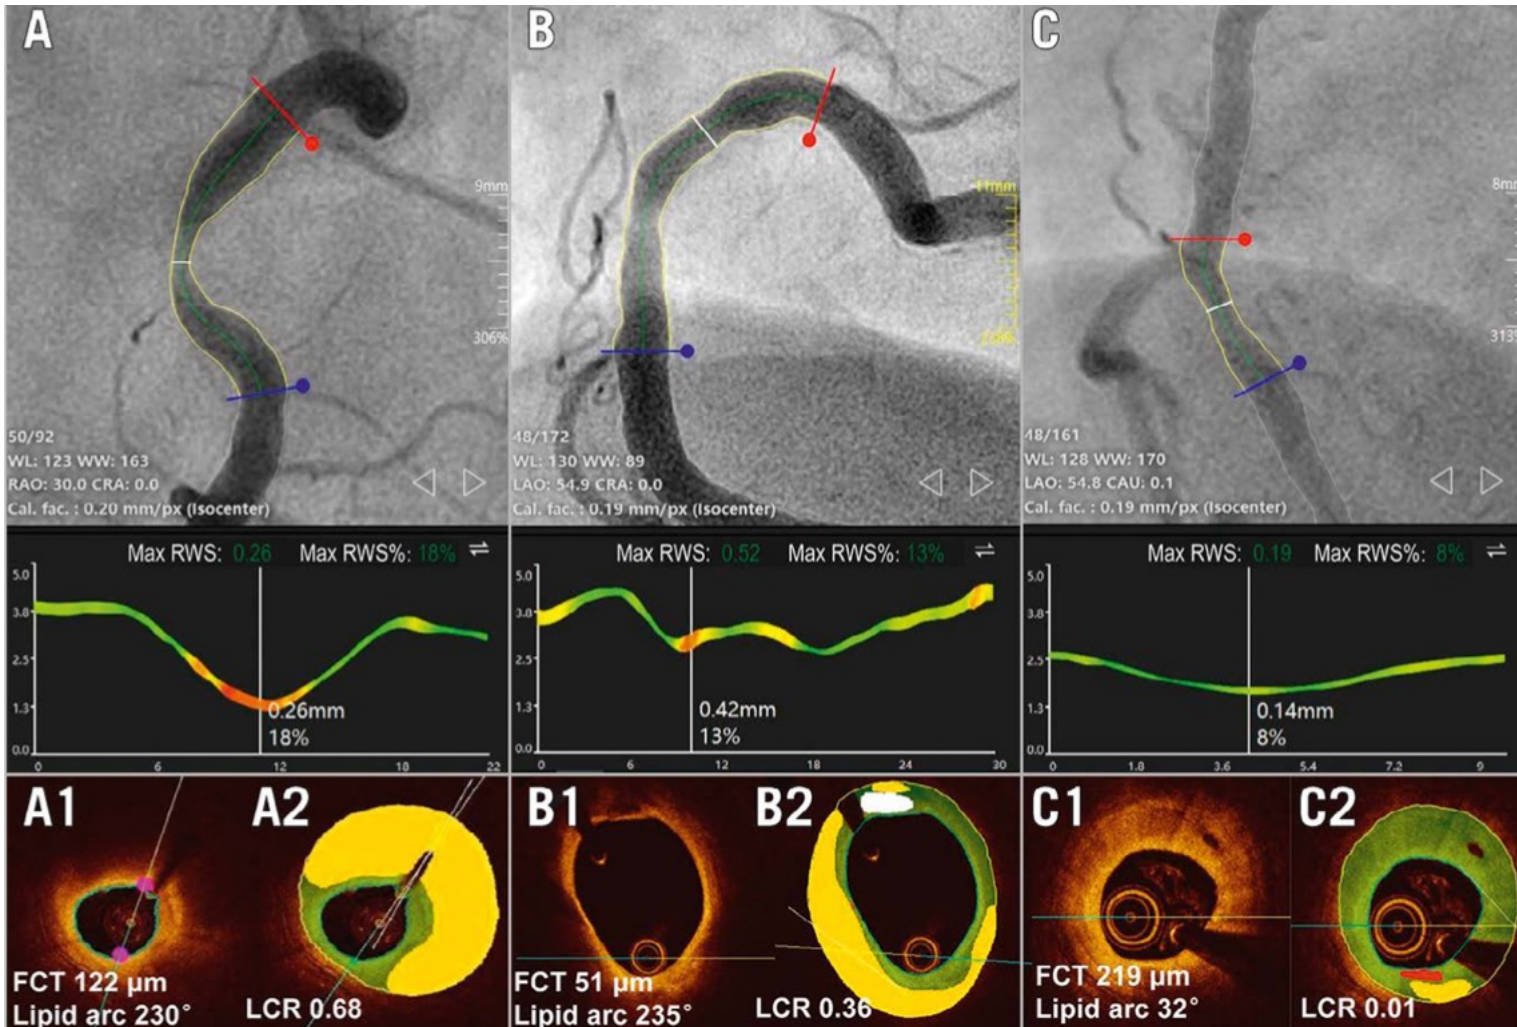 A
9mm
306%
50/92
WL: 123 WW: 163
RAO: 30.0 CRA: 0.0
Cal. fac. : 0.20 mm/px (Isocenter)
B
11mm
48/172
WL: 130 WW: 89
LAO: 54.9 CRA: 0.0
Cal. fac. : 0.19 mm/px (Isocenter)
C
8mm
313%
48/161
WL: 128 WW: 170
LAO: 54.8 CAU: 0.1
Cal. fac. : 0.19 mm/px (Isocenter)
Max RWS: 0.26 Max RWS%: 18%
5.0
3.8
2.5
1.3
0.0
0.26mm
18%
0 6 12 18 22
Max RWS: 0.52 Max RWS%: 13%
5.0
3.8
2.5
1.3
0.0
0.42mm
13%
0 6 12 18 24 30
Max RWS: 0.19 Max RWS%: 8%
5.0
3.8
2.5
1.3
0.0
0.14mm
8%
0 1.8 3.6 5.4 7.2 9
A1
FCT 122 µm
Lipid arc 230°
A2
LCR 0.68
B1
FCT 51 µm
Lipid arc 235°
B2
LCR 0.36
C1
FCT 219 µm
Lipid arc 32°
C2
LCR 0.01